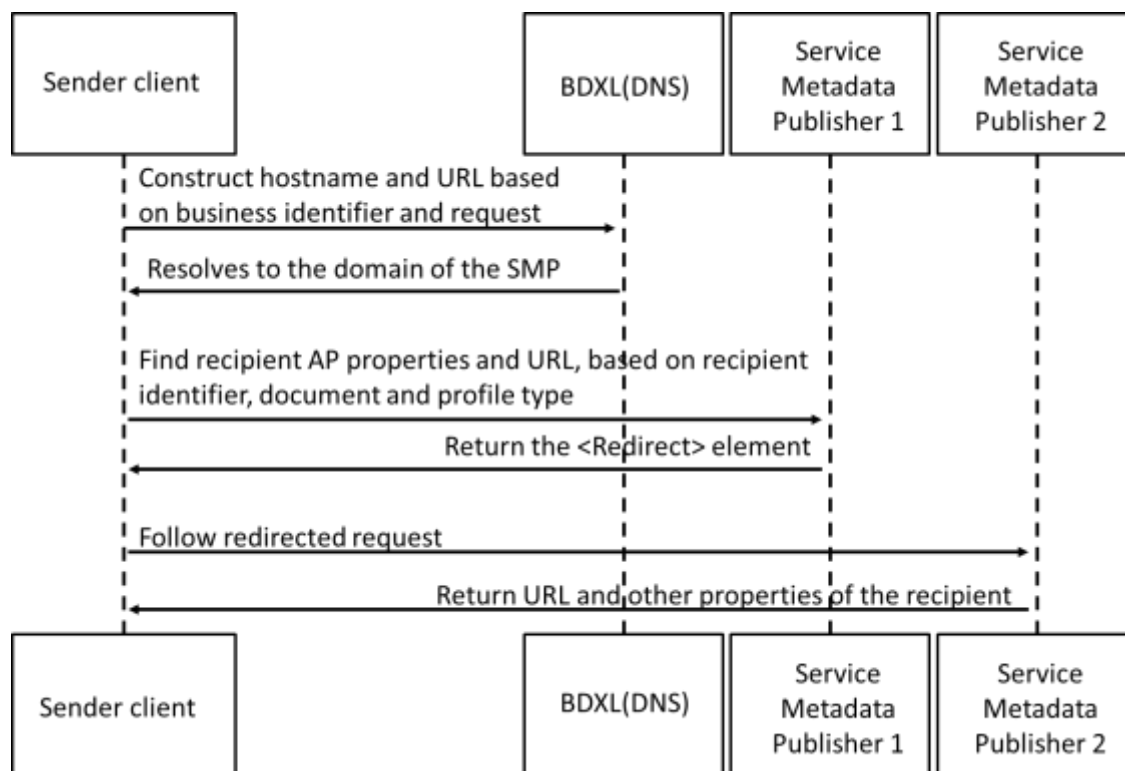 Sender client
BDXL(DNS)
Service
Metadata
Publisher 1
Service
Metadata
Publisher 2
Construct hostname and URL based
on business identifier and request
Resolves to the domain of the SMP
Find recipient AP properties and URL, based on recipient
identifier, document and profile type
Return the <Redirect> element
Follow redirected request
Return URL and other properties of the recipient
Sender client
BDXL(DNS)
Service
Metadata
Publisher 1
Service
Metadata
Publisher 2